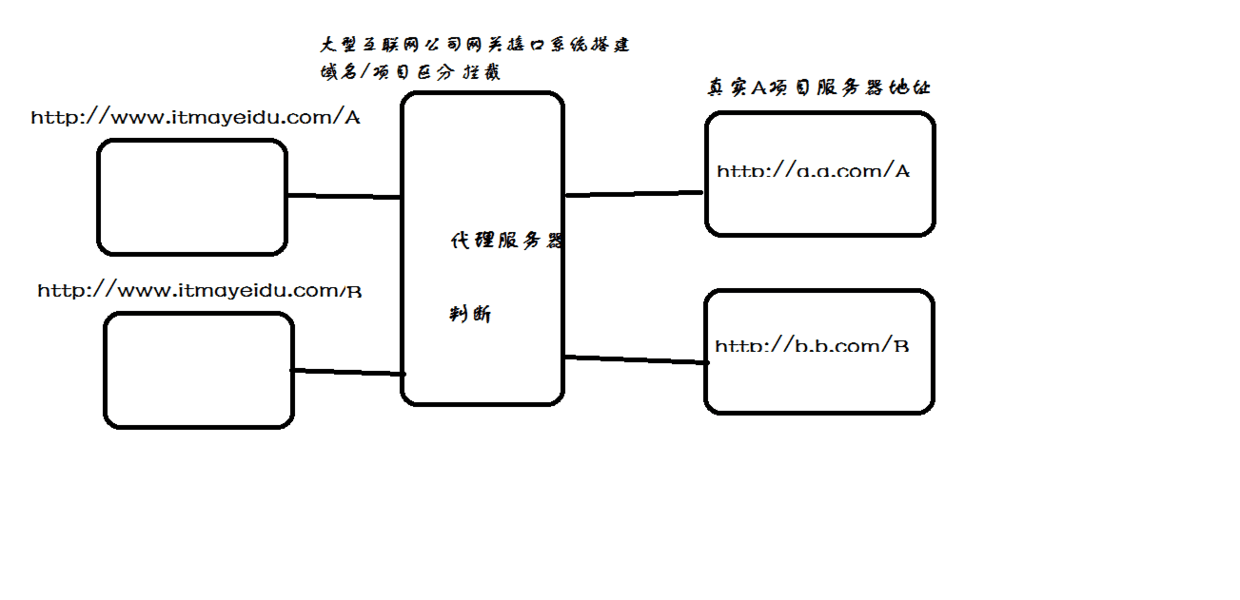 大型互联网公司网关接口系统搭建
域名/项目区分 拦截
真实A项目服务器地址
http://www.itmayeidu.com/A
http://a.a.com/A
代理服务器
http://www.itmayeidu.com/B
判断
http://b.b.com/B